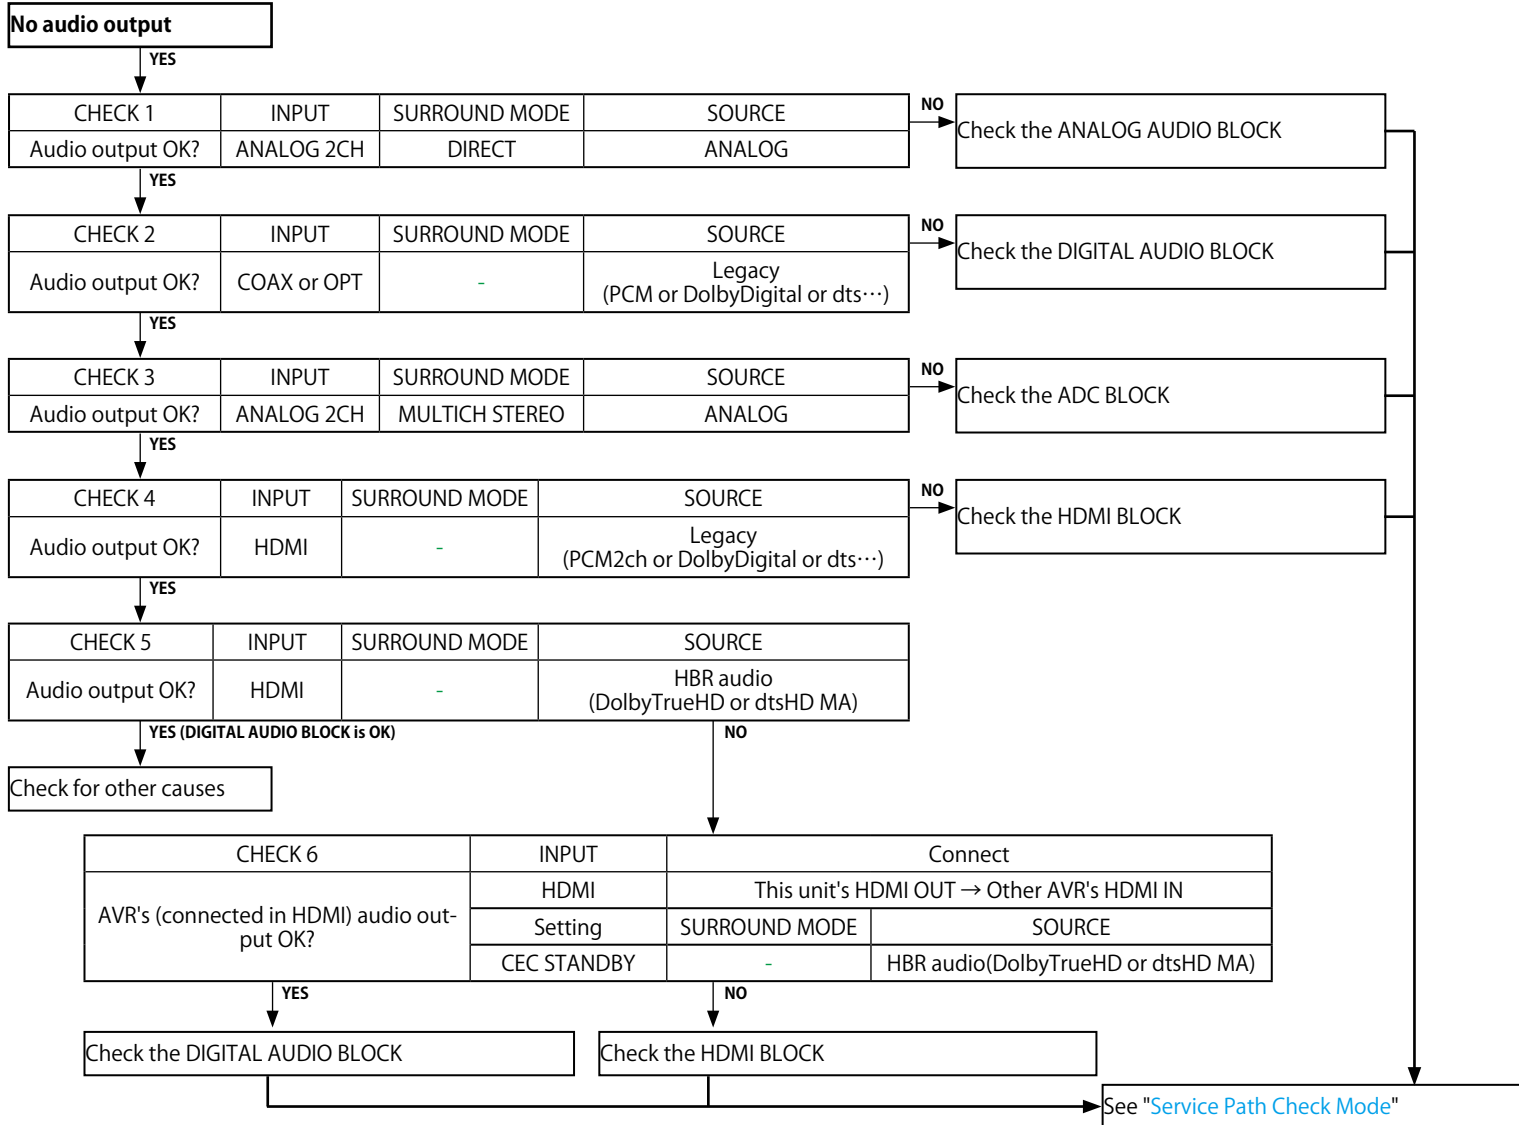 No audio output
YES
CHECK 1 INPUT SURROUND MODE SOURCE
Audio output OK? ANALOG 2CH DIRECT ANALOG
NO
Check the ANALOG AUDIO BLOCK
YES
CHECK 2 INPUT SURROUND MODE SOURCE
Audio output OK? COAX or OPT - Legacy
(PCM or DolbyDigital or dts⋯)
NO
Check the DIGITAL AUDIO BLOCK
YES
CHECK 3 INPUT SURROUND MODE SOURCE
Audio output OK? ANALOG 2CH MULTICH STEREO ANALOG
NO
Check the ADC BLOCK
YES
CHECK 4 INPUT SURROUND MODE SOURCE
Audio output OK? HDMI - Legacy
(PCM2ch or DolbyDigital or dts⋯)
NO
Check the HDMI BLOCK
YES
CHECK 5 INPUT SURROUND MODE SOURCE
Audio output OK? HDMI - HBR audio
(DolbyTrueHD or dtsHD MA)
YES (DIGITAL AUDIO BLOCK is OK)
NO
Check for other causes
CHECK 6 INPUT Connect
AVR's (connected in HDMI) audio out-
put OK?
HDMI This unit's HDMI OUT → Other AVR's HDMI IN
Setting SURROUND MODE SOURCE
CEC STANDBY - HBR audio(DolbyTrueHD or dtsHD MA)
YES
NO
Check the DIGITAL AUDIO BLOCK
Check the HDMI BLOCK
See "Service Path Check Mode"